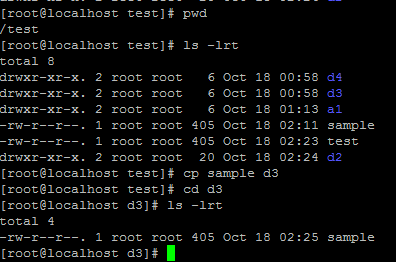 [root@localhost test]# pwd
/test
[root@localhost test]# ls -lrt
total 8
drwxr-xr-x. 2 root root   6 Oct 18 00:58 d4
drwxr-xr-x. 2 root root   6 Oct 18 00:58 d3
drwxr-xr-x. 2 root root   6 Oct 18 01:13 a1
-rw-r--r--. 1 root root 405 Oct 18 02:11 sample
-rw-r--r--. 1 root root 405 Oct 18 02:23 test
drwxr-xr-x. 2 root root  20 Oct 18 02:24 d2
[root@localhost test]# cp sample d3
[root@localhost test]# cd d3
[root@localhost d3]# ls -lrt
total 4
-rw-r--r--. 1 root root 405 Oct 18 02:25 sample
[root@localhost d3]#